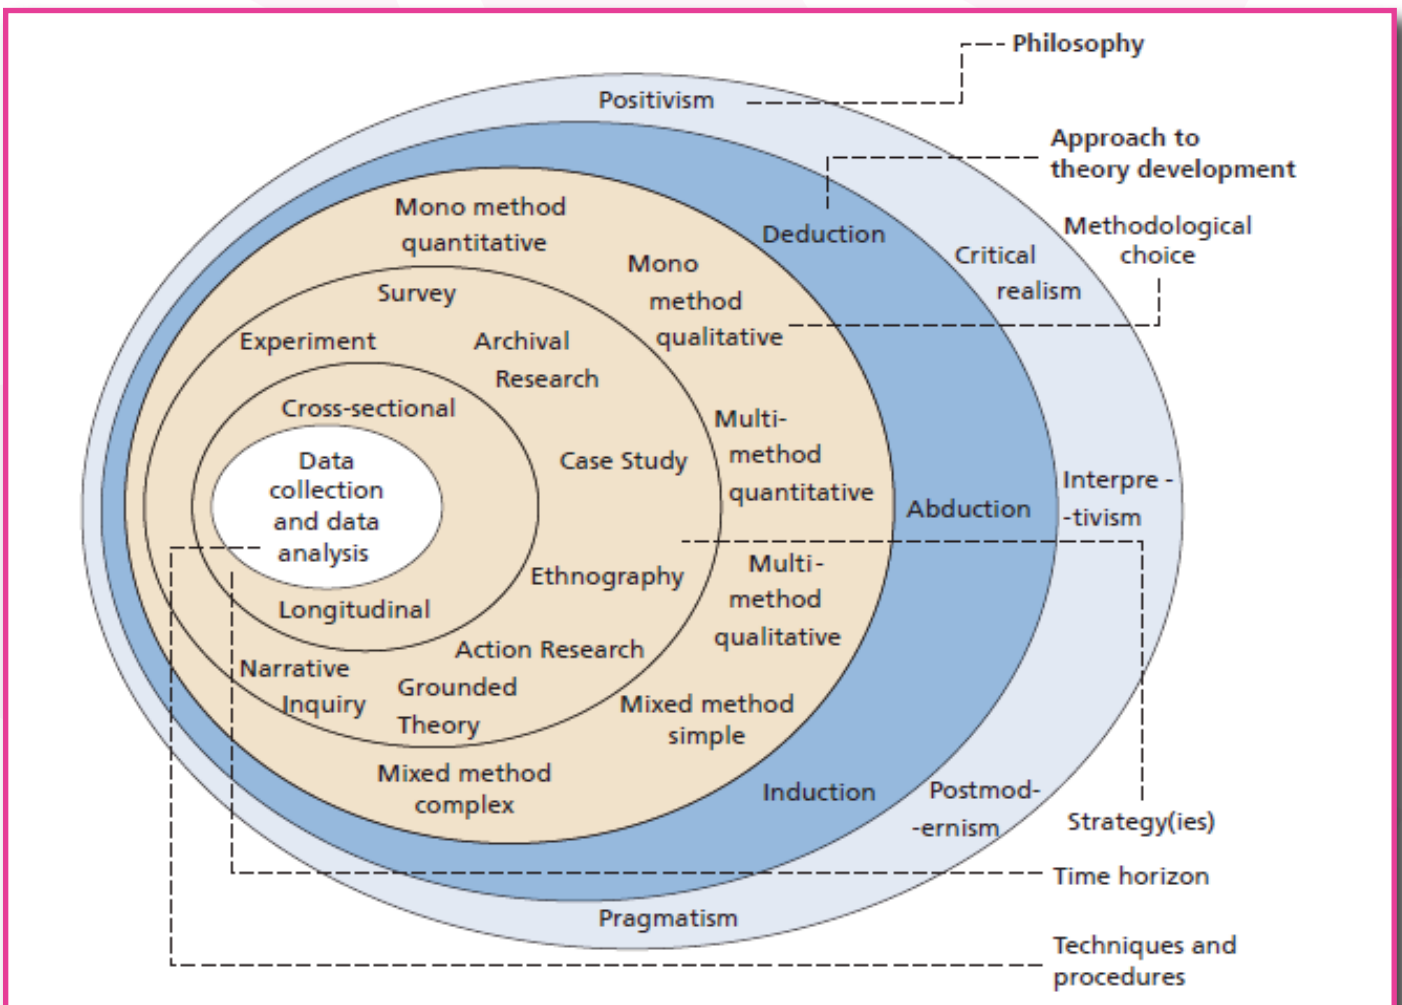 Philosophy
Positivism
Approach to
theory development
Deduction
Methodological
choice
Critical
realism
Mono method
quantitative
Mono
method
qualitative
Survey
Experiment
Archival
Research
Cross-sectional
Multi-
method
quantitative
Case Study
Data
collection
and data
analysis
Abduction
Interpre -
-tivism
Multi-
method
qualitative
Ethnography
Longitudinal
Action Research
Narrative
Inquiry
Grounded
Theory
Mixed method
simple
Mixed method
complex
Induction
Postmod-
-ernism
Strategy(ies)
Time horizon
Pragmatism
Techniques and
procedures